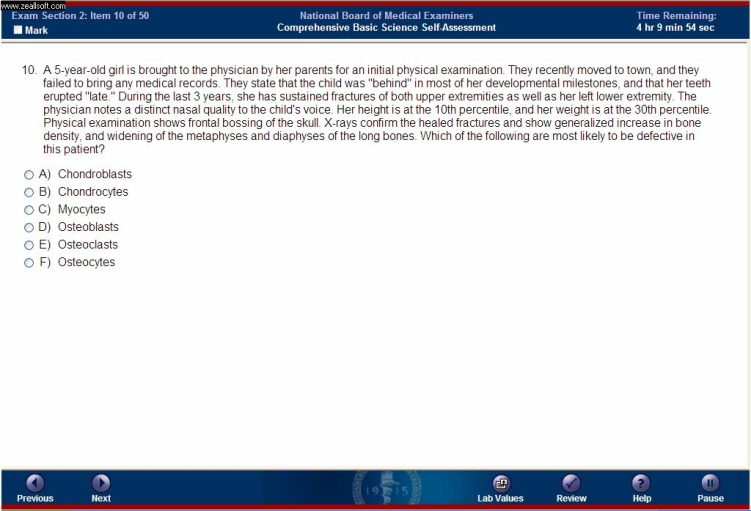 www.zeallsoft.com
Exam Section 2: Item 10 of 50
National Board of Medical Examiners
Time Remaining:
Mark
Comprehensive Basic Science Self-Assessment
4 hr 9 min 54 sec
10. A 5-year-old girl is brought to the physician by her parents for an initial physical examination. They recently moved to town, and they
failed to bring any medical records. They state that the child was "behind" in most of her developmental milestones, and that her teeth
erupted "late." During the last 3 years, she has sustained fractures of both upper extremities as well as her left lower extremity. The
physician notes a distinct nasal quality to the child's voice. Her height is at the 10th percentile, and her weight is at the 30th percentile.
Physical examination shows frontal bossing of the skull. X-rays confirm the healed fractures and show generalized increase in bone
density, and widening of the metaphyses and diaphyses of the long bones. Which of the following are most likely to be defective in
this patient?
A) Chondroblasts
B) Chondrocytes
C) Myocytes
D) Osteoblasts
E) Osteoclasts
F) Osteocytes
1915
Previous
Next
Lab Values
Review
Help
Pause